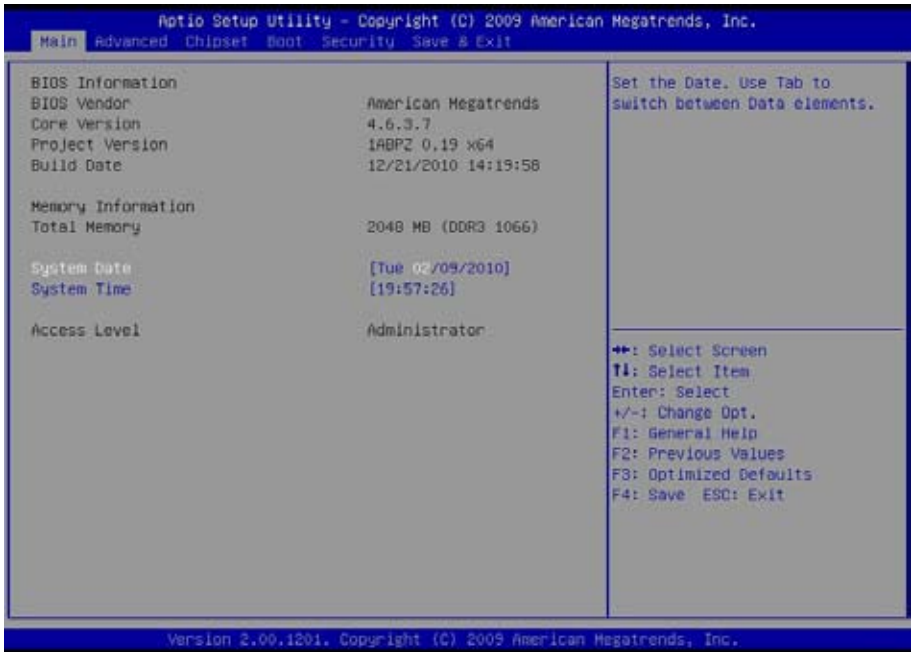 Aptio Setup Utility - Copyright (C) 2009 American Megatrends, Inc.
Main Advanced Chipset Boot Security Save & Exit
BIOS Information
BIOS Vendor American Megatrends
Core Version 4.6.3.7
Project Version 1ABPZ 0.19 x64
Build Date 12/21/2010 14:19:58
Memory Information
Total Memory 2048 MB (DDR3 1066)
System Date [Tue 02/09/2010]
System Time [19:57:26]
Access Level Administrator
Set the Date. Use Tab to
switch between Data elements.
→←: Select Screen
↑↓: Select Item
Enter: Select
+/-: Change Opt.
F1: General Help
F2: Previous Values
F3: Optimized Defaults
F4: Save ESC: Exit
Version 2.00.1201. Copyright (C) 2009 American Megatrends, Inc.